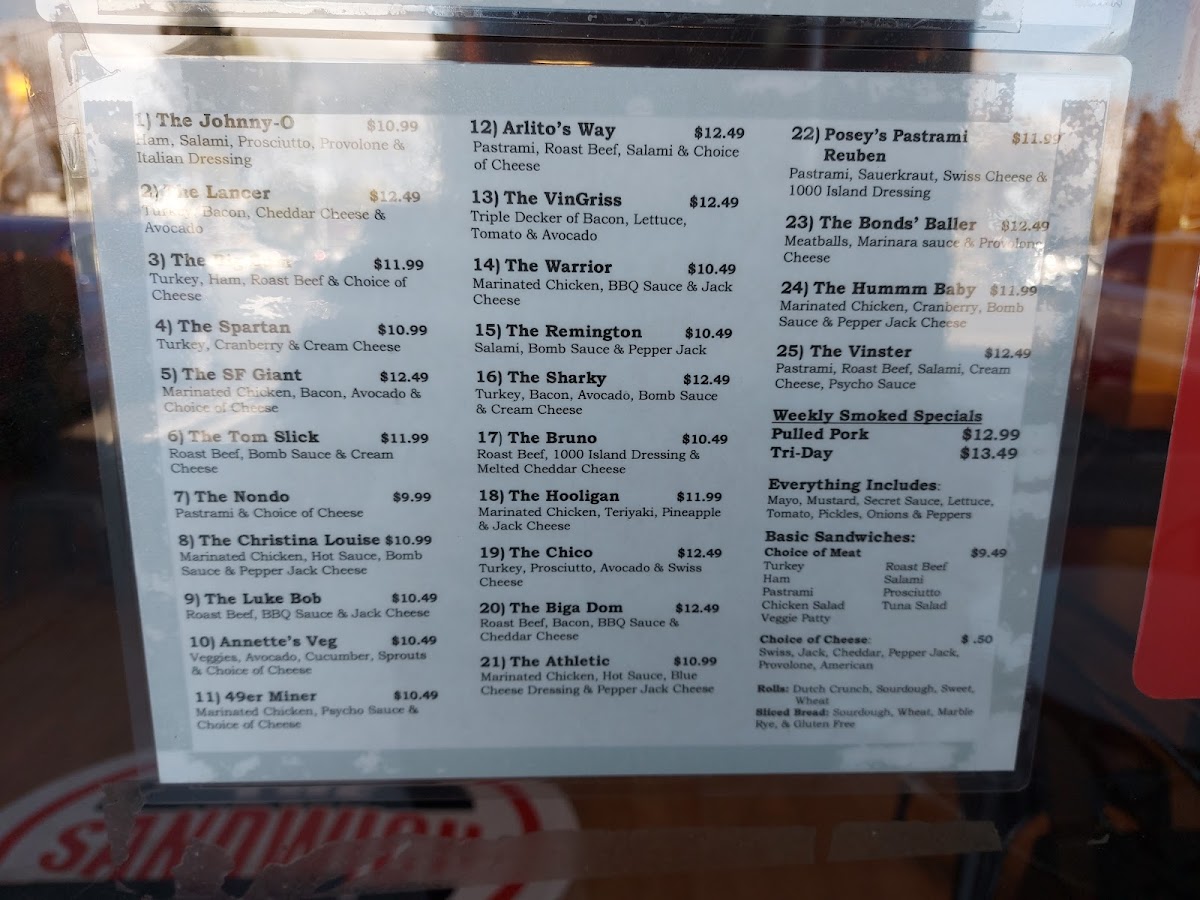 1) The Johnny-O $10.99
Ham, Salami, Prosciutto, Provolone &
Italian Dressing
2) The Lancer $12.49
Turkey, Bacon, Cheddar Cheese &
Avocado
3) The $11.99
Turkey, Ham, Roast Beef & Choice of
Cheese
4) The Spartan $10.99
Turkey, Cranberry & Cream Cheese
5) The SF Giant $12.49
Marinated Chicken, Bacon, Avocado &
Choice of Cheese
6) The Tom Slick $11.99
Roast Beef, Bomb Sauce & Cream
Cheese
7) The Nondo $9.99
Pastrami & Choice of Cheese
8) The Christina Louise $10.99
Marinated Chicken, Hot Sauce, Bomb
Sauce & Pepper Jack Cheese
9) The Luke Bob $10.49
Roast Beef, BBQ Sauce & Jack Cheese
10) Annette's Veg $10.49
Veggies, Avocado, Cucumber, Sprouts
& Choice of Cheese
11) 49er Miner $10.49
Marinated Chicken, Psycho Sauce &
Choice of Cheese
12) Arlito's Way $12.49
Pastrami, Roast Beef, Salami & Choice
of Cheese
13) The VinGriss $12.49
Triple Decker of Bacon, Lettuce,
Tomato & Avocado
14) The Warrior $10.49
Marinated Chicken, BBQ Sauce & Jack
Cheese
15) The Remington $10.49
Salami, Bomb Sauce & Pepper Jack
16) The Sharky $12.49
Turkey, Bacon, Avocado, Bomb Sauce
& Cream Cheese
17) The Bruno $10.49
Roast Beef, 1000 Island Dressing &
Melted Cheddar Cheese
18) The Hooligan $11.99
Marinated Chicken, Teriyaki, Pineapple
& Jack Cheese
19) The Chico $12.49
Turkey, Prosciutto, Avocado & Swiss
Cheese
20) The Biga Dom $12.49
Roast Beef, Bacon, BBQ Sauce &
Cheddar Cheese
21) The Athletic $10.99
Marinated Chicken, Hot Sauce, Blue
Cheese Dressing & Pepper Jack Cheese
22) Posey's Pastrami $11.99
Reuben
Pastrami, Sauerkraut, Swiss Cheese &
1000 Island Dressing
23) The Bonds' Baller $12.49
Meatballs, Marinara sauce & Provolone
Cheese
24) The Hummm Baby $11.99
Marinated Chicken, Cranberry, Bomb
Sauce & Pepper Jack Cheese
25) The Vinster $12.49
Pastrami, Roast Beef, Salami, Cream
Cheese, Psycho Sauce
Weekly Smoked Specials
Pulled Pork $12.99
Tri-Day $13.49
Everything Includes:
Mayo, Mustard, Secret Sauce, Lettuce,
Tomato, Pickles, Onions & Peppers
Basic Sandwiches:
Choice of Meat $9.49
Turkey Roast Beef
Ham Salami
Pastrami Prosciutto
Chicken Salad Tuna Salad
Veggie Patty
Choice of Cheese: $ .50
Swiss, Jack, Cheddar, Pepper Jack,
Provolone, American
Rolls: Dutch Crunch, Sourdough, Sweet,
Wheat
Sliced Bread: Sourdough, Wheat, Marble
Rye, & Gluten Free
SANDWICH